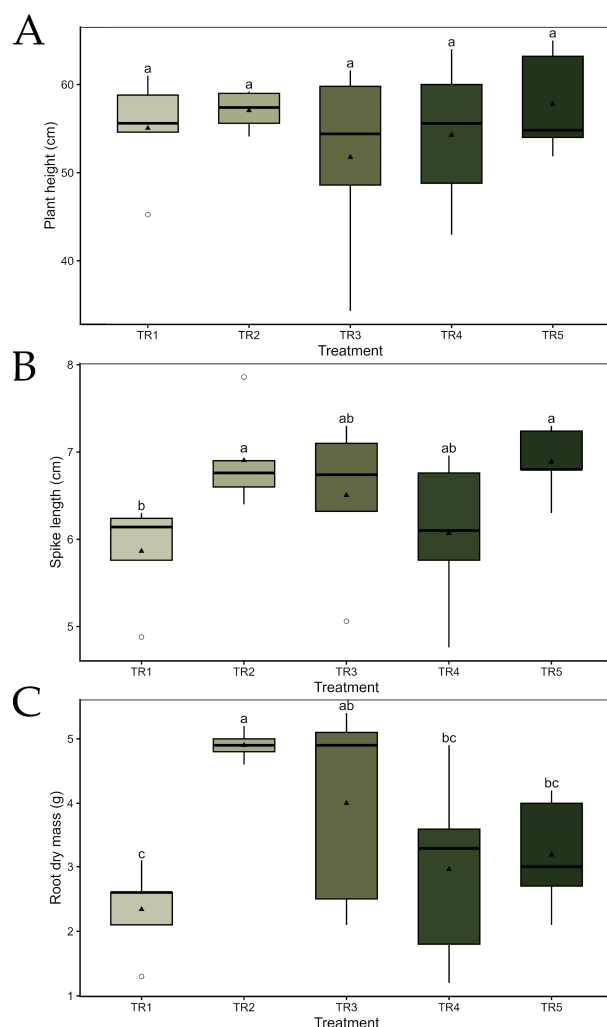 A
Plant height (cm)
60
50
40
a
a
a
a
a
TR1 TR2 TR3 TR4 TR5
Treatment
B
Spike length (cm)
8
7
6
5
b
a
ab
ab
a
TR1 TR2 TR3 TR4 TR5
Treatment
C
Root dry mass (g)
5
4
3
2
1
c
a
ab
bc
bc
TR1 TR2 TR3 TR4 TR5
Treatment